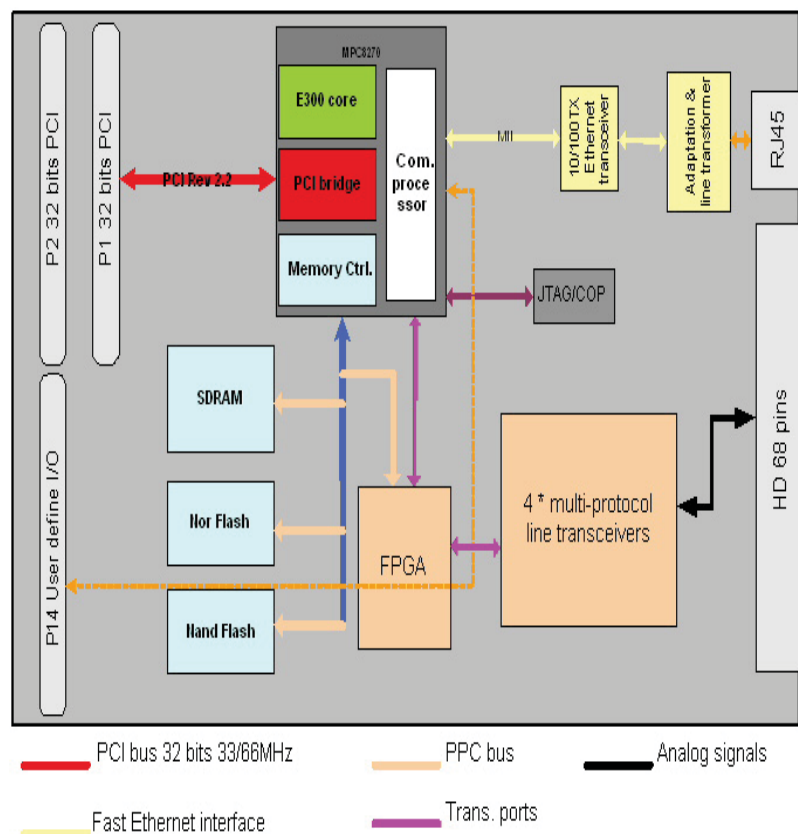 MPC8270
E300 core
PCI bridge
Memory Ctrl.
Com.
proce
ssor
P2 32 bits PCI
P1 32 bits PCI
PCI Rev 2.2
MII
10/100TX
Ethernet
transceiver
Adaptation &
line transformer
RJ45
JTAG/COP
HD 68 pins
SDRAM
Nor Flash
Nand Flash
P14 User define I/O
FPGA
4 * multi-protocol
line transceivers
PCI bus 32 bits 33/66MHz
PPC bus
Analog signals
Fast Ethernet interface
Trans. ports